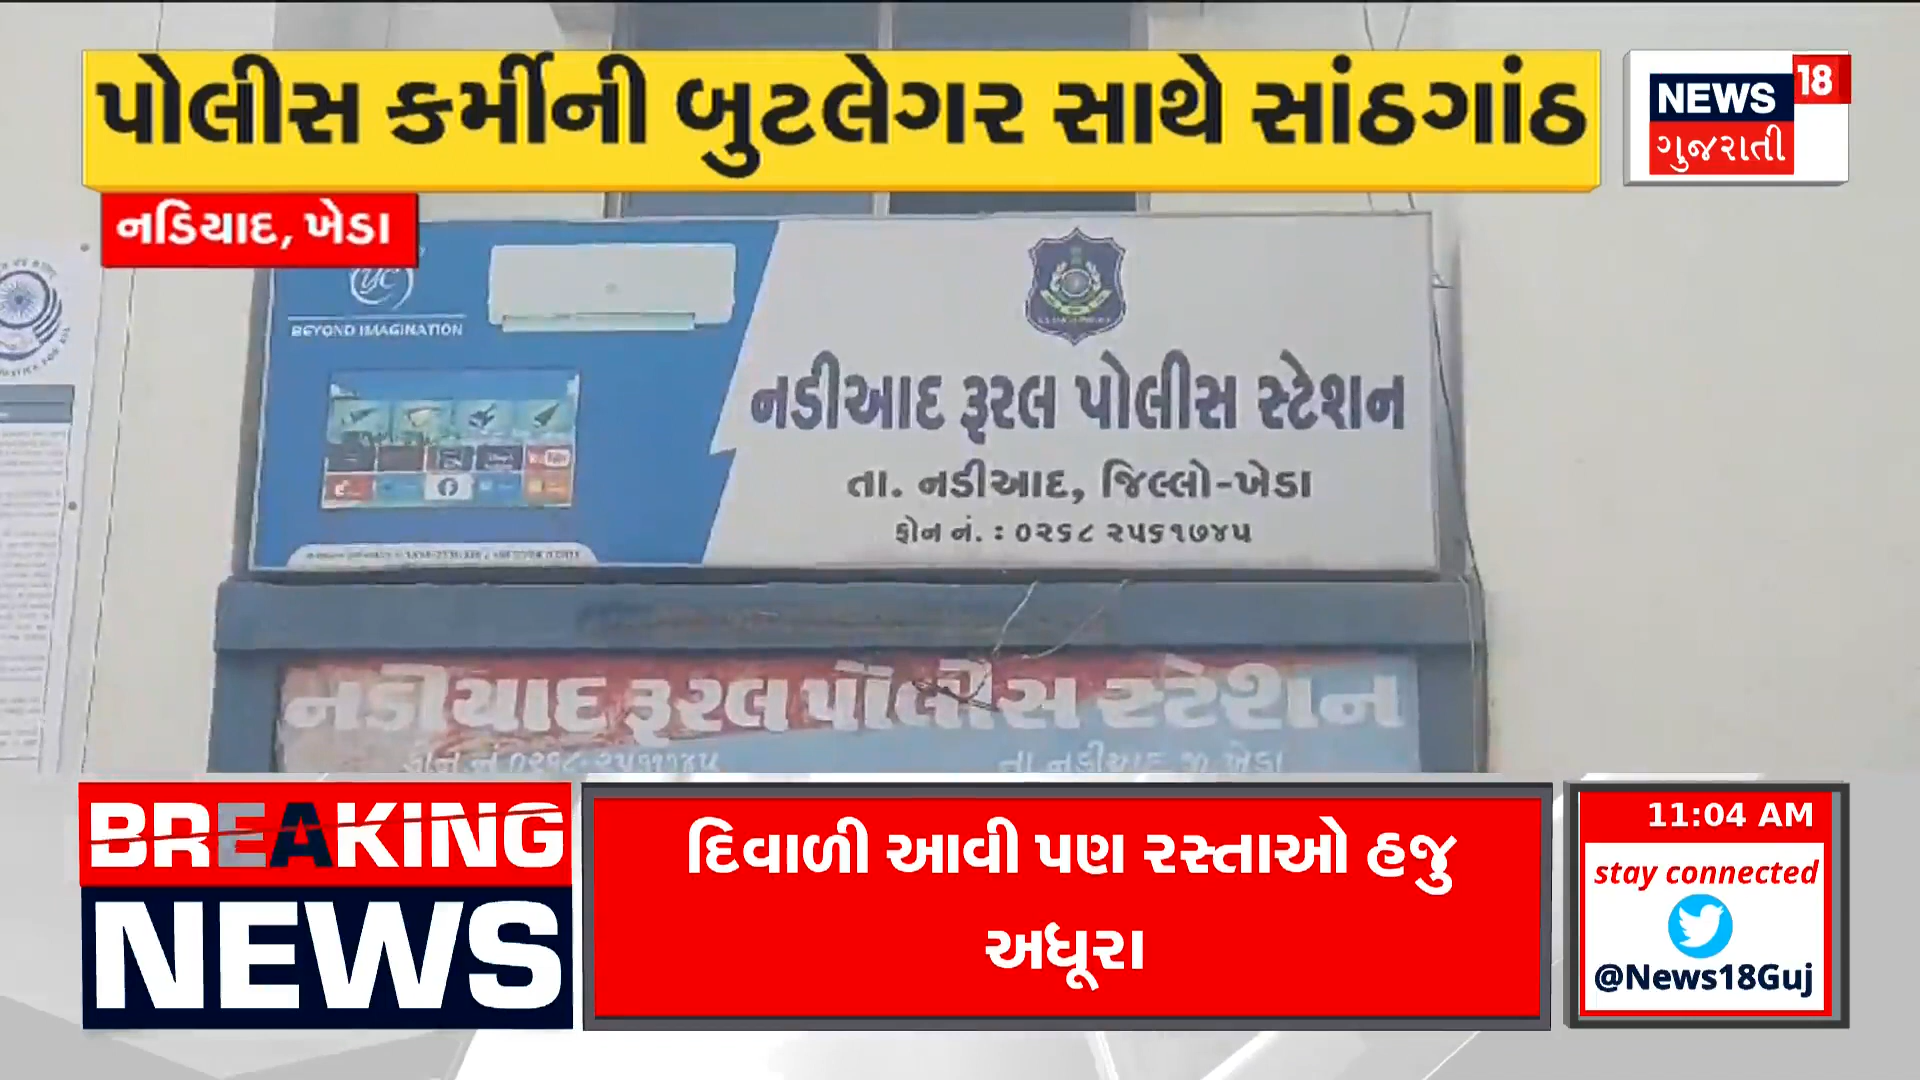 પોલીસ કર્મીની બુટલેગર સાથે સાંઠગાંઠ
NEWS 18
ગુજરાતી
નડિયાદ, ખેડા
BEYOND IMAGINATION
નડીઆદ રૂરલ પોલીસ સ્ટેશન
તા. નડીઆદ, જિલ્લો-ખેડા
ફોન નં. : ૦૨૬૮ ૨૫૬૧૭૪૫
નડીયાદ રૂરલ પોલીસ સ્ટેશન
તા નડીયાદ જી ખેડા
BREAKING
NEWS
દિવાળી આવી પણ રસ્તાઓ હજુ
અધૂરા
11:04 AM
stay connected
@News18Guj